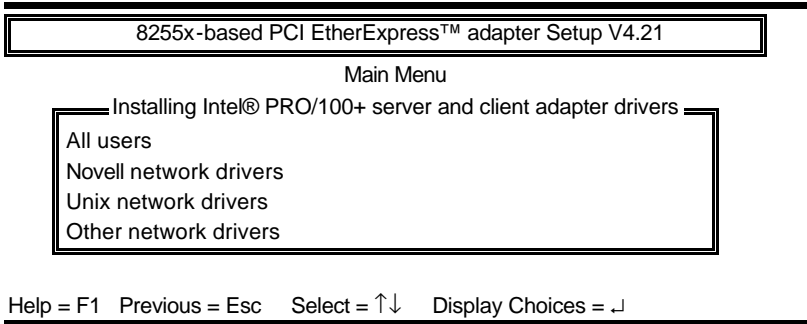 8255x-based PCI EtherExpress™ adapter Setup V4.21
Main Menu
Installing Intel® PRO/100+ server and client adapter drivers
All users
Novell network drivers
Unix network drivers
Other network drivers
Help = F1 Previous = Esc Select = ↑↓ Display Choices = ↵